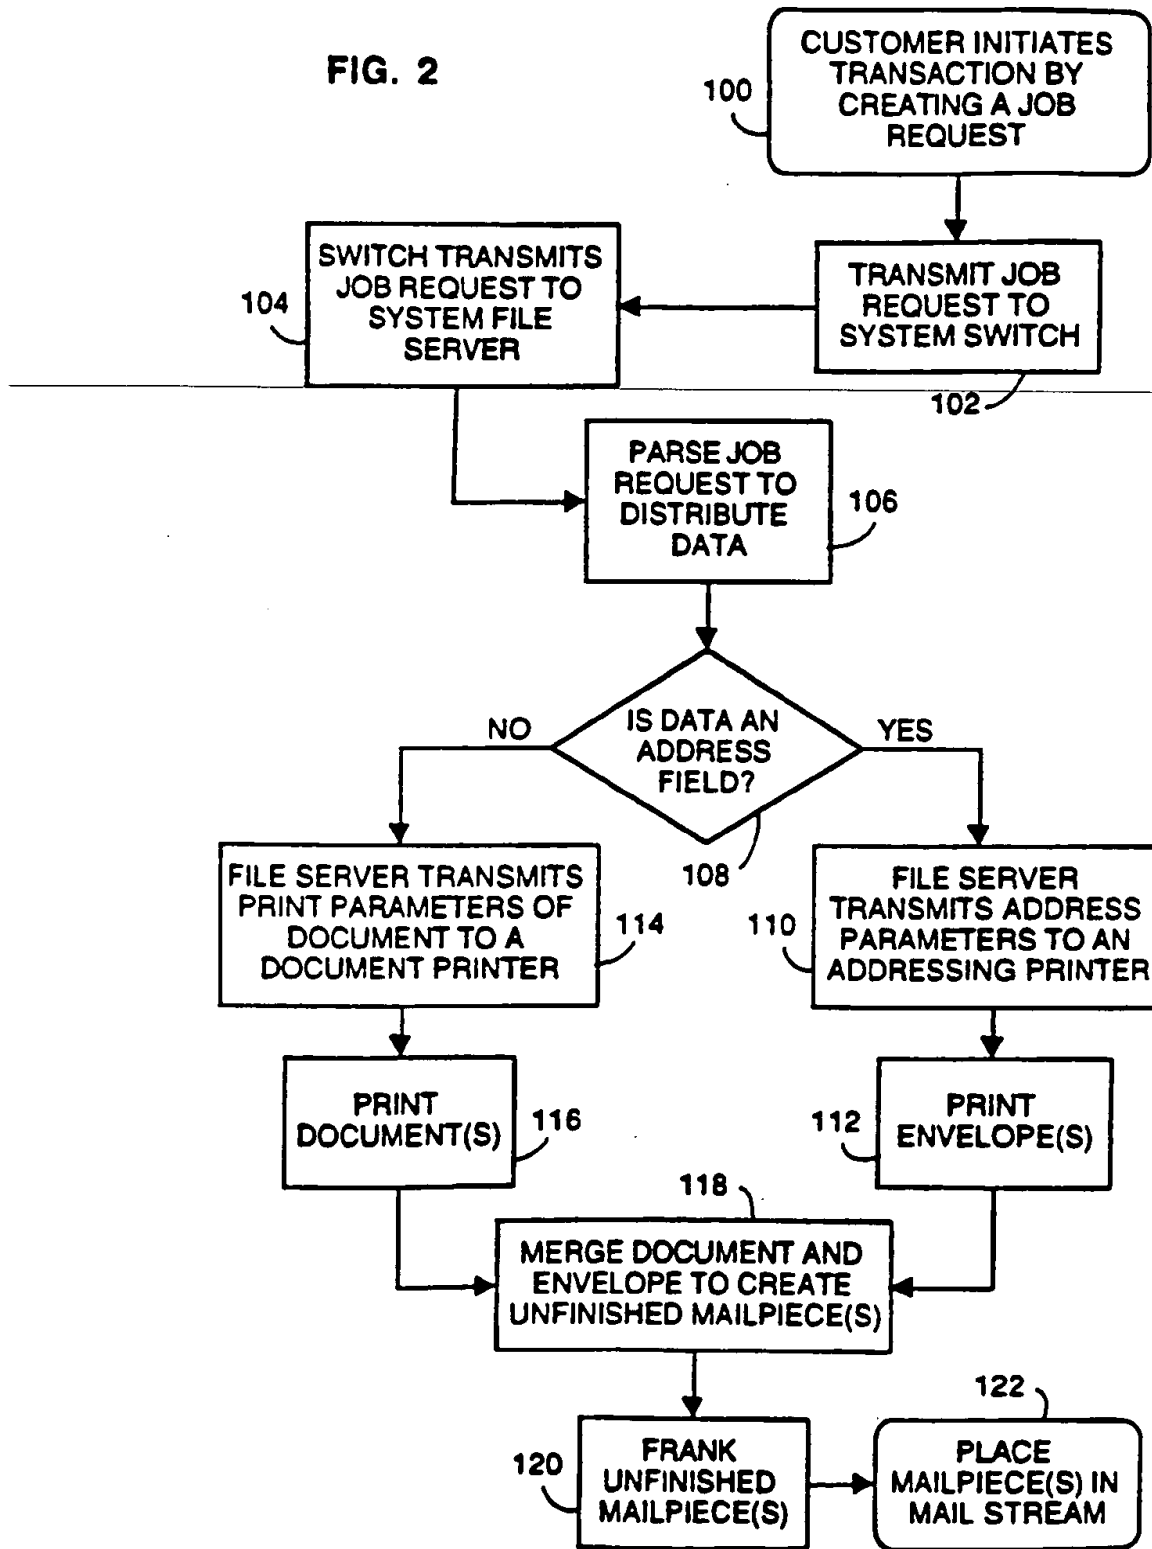 FIG. 2
CUSTOMER INITIATES
TRANSACTION BY
CREATING A JOB
REQUEST
100
TRANSMIT JOB
REQUEST TO
SYSTEM SWITCH
102
SWITCH TRANSMITS
JOB REQUEST TO
SYSTEM FILE
SERVER
104
PARSE JOB
REQUEST TO
DISTRIBUTE
DATA
106
IS DATA AN
ADDRESS
FIELD?
108
NO
YES
FILE SERVER TRANSMITS
PRINT PARAMETERS OF
DOCUMENT TO A
DOCUMENT PRINTER
114
FILE SERVER
TRANSMITS ADDRESS
PARAMETERS TO AN
ADDRESSING PRINTER
110
PRINT
DOCUMENT(S)
116
PRINT
ENVELOPE(S)
112
118
MERGE DOCUMENT AND
ENVELOPE TO CREATE
UNFINISHED MAILPIECE(S)
FRANK
UNFINISHED
MAILPIECE(S)
120
122
PLACE
MAILPIECE(S) IN
MAIL STREAM